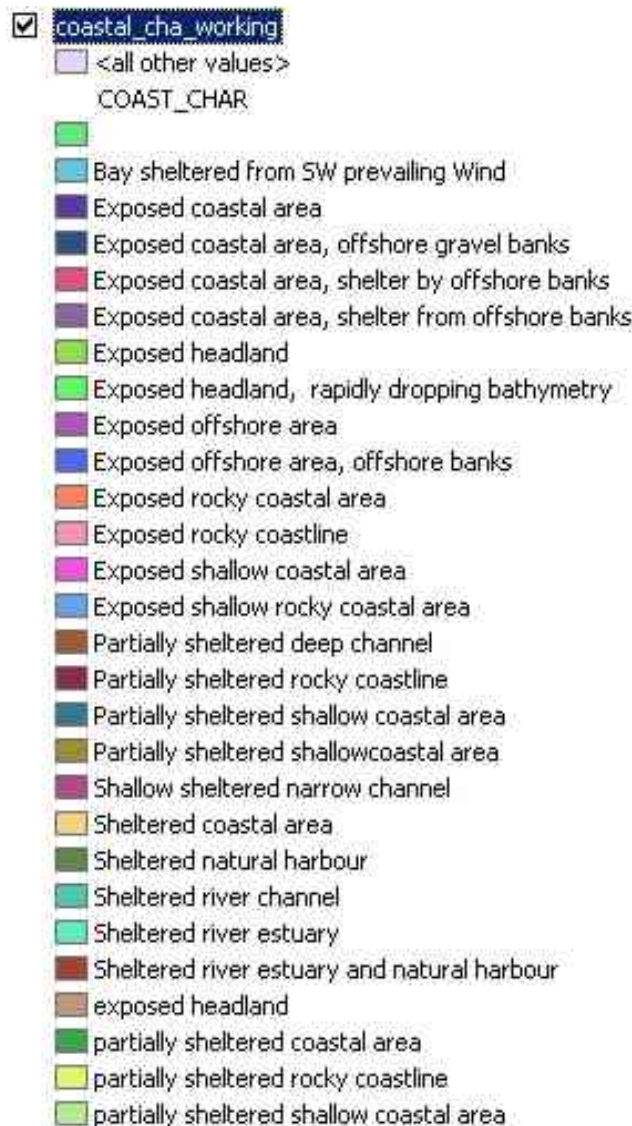 coastal_cha_working
<all other values>
COAST_CHAR
Bay sheltered from SW prevailing Wind
Exposed coastal area
Exposed coastal area, offshore gravel banks
Exposed coastal area, shelter by offshore banks
Exposed coastal area, shelter from offshore banks
Exposed headland
Exposed headland,  rapidly dropping bathymetry
Exposed offshore area
Exposed offshore area, offshore banks
Exposed rocky coastal area
Exposed rocky coastline
Exposed shallow coastal area
Exposed shallow rocky coastal area
Partially sheltered deep channel
Partially sheltered rocky coastline
Partially sheltered shallow coastal area
Partially sheltered shallowcoastal area
Shallow sheltered narrow channel
Sheltered coastal area
Sheltered natural harbour
Sheltered river channel
Sheltered river estuary
Sheltered river estuary and natural harbour
exposed headland
partially sheltered coastal area
partially sheltered rocky coastline
partially sheltered shallow coastal area